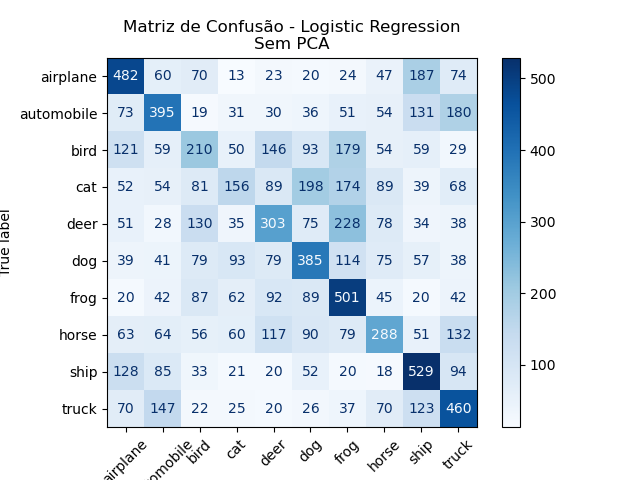 Matriz de Confusão - Logistic Regression
Sem PCA
airplane 482 60 70 13 23 20 24 47 187 74
automobile 73 395 19 31 30 36 51 54 131 180
bird 121 59 210 50 146 93 179 54 59 29
cat 52 54 81 156 89 198 174 89 39 68
deer 51 28 130 35 303 75 228 78 34 38
dog 39 41 79 93 79 385 114 75 57 38
frog 20 42 87 62 92 89 501 45 20 42
horse 63 64 56 60 117 90 79 288 51 132
ship 128 85 33 21 20 52 20 18 529 94
truck 70 147 22 25 20 26 37 70 123 460
airplane omobile bird cat deer dog frog horse ship truck
True label
500
400
300
200
100